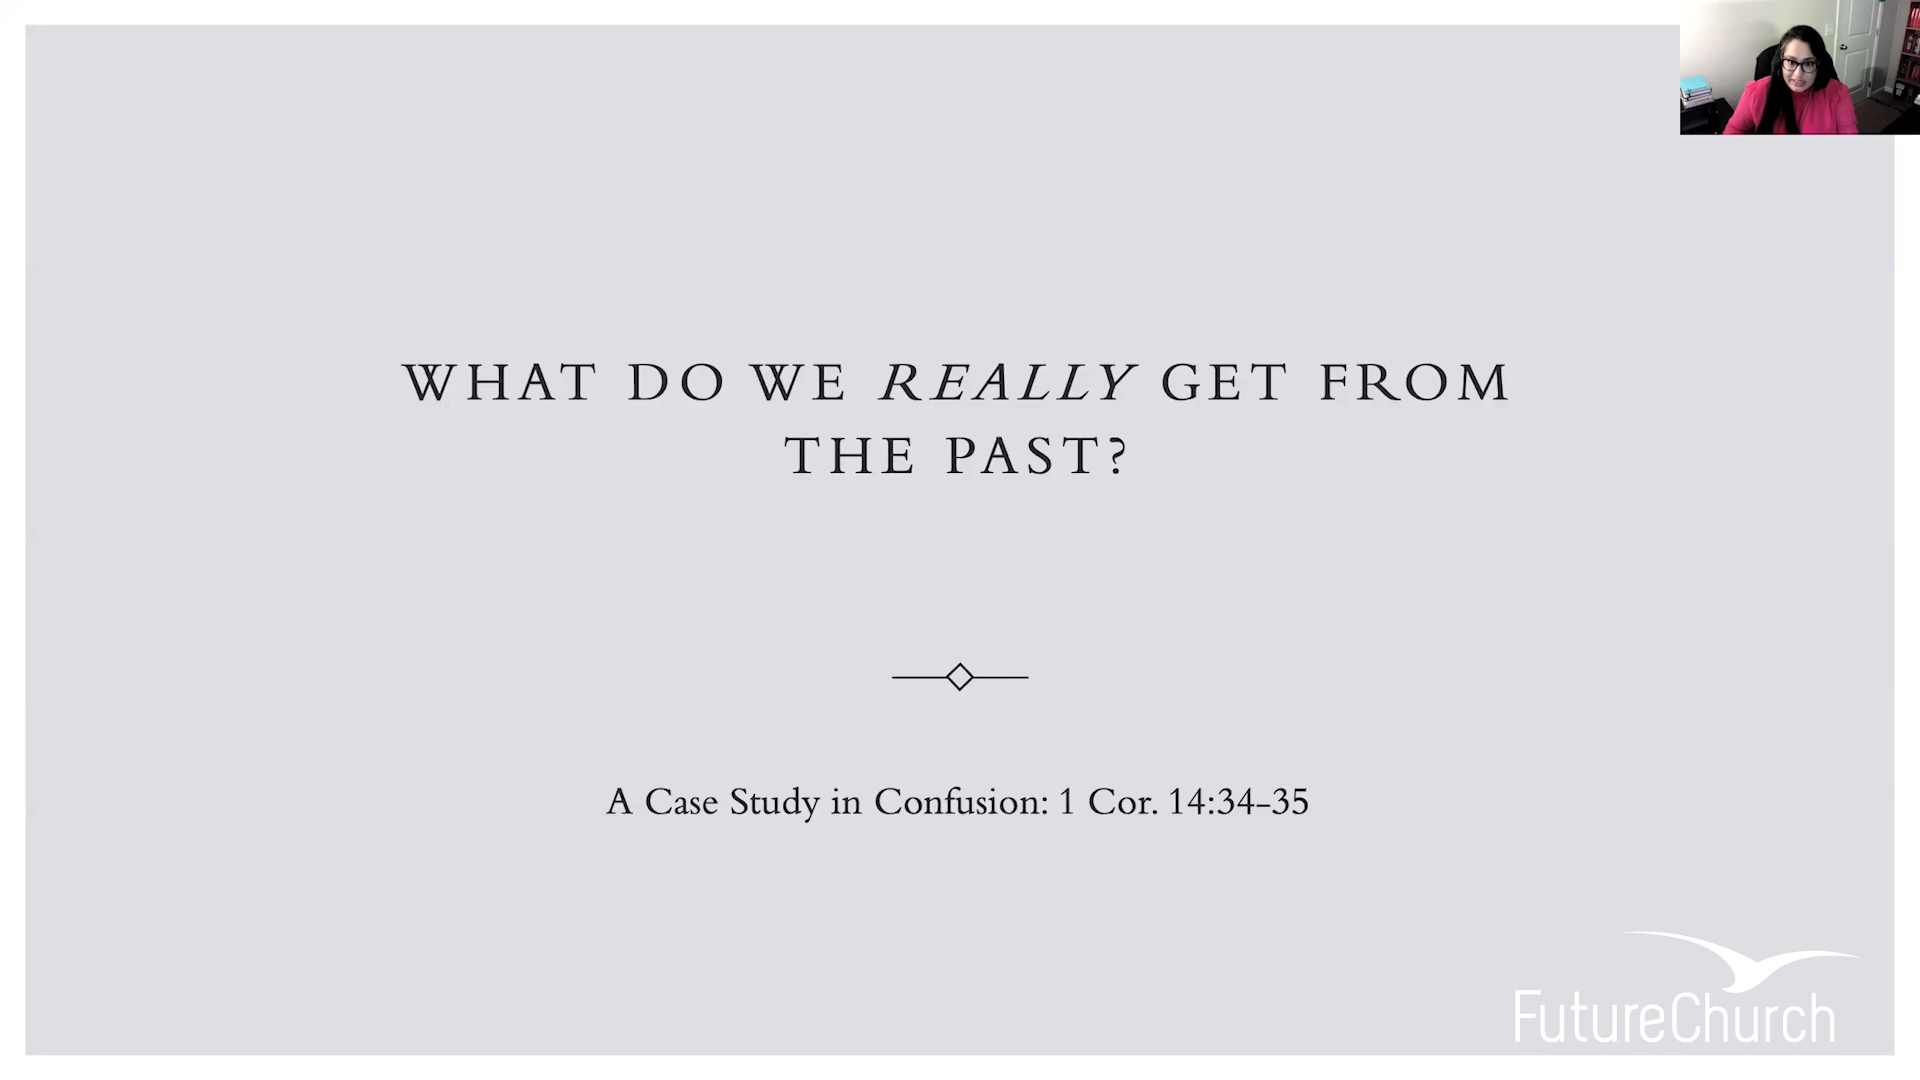 WHAT DO WE REALLY GET FROM
THE PAST?
A Case Study in Confusion: 1 Cor. 14:34-35
FutureChurch